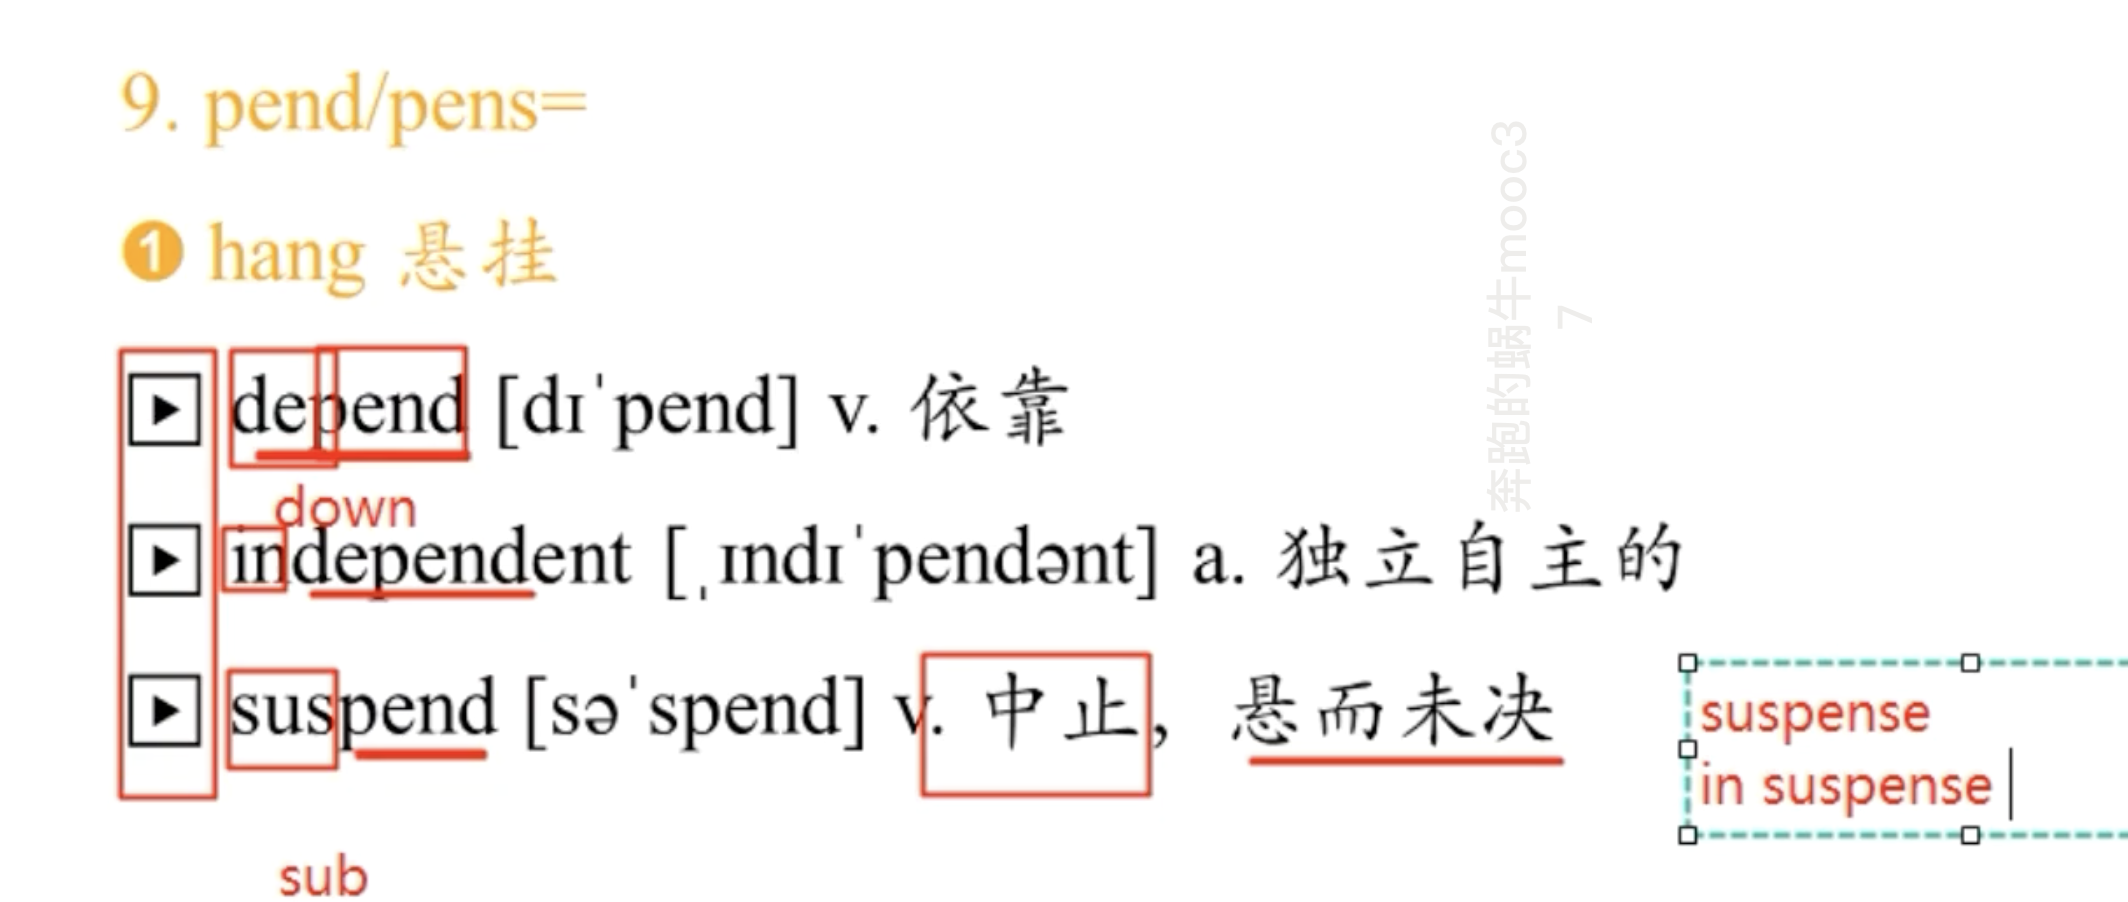 9. pend/pens=
❶ hang 悬挂
depend [dɪˈpend] v. 依靠
down
independent [ˌɪndɪˈpendənt] a. 独立自主的
suspend [səˈspend] v. 中止，悬而未决
suspense
in suspense
sub
奔跑的蜗牛mooc3
7